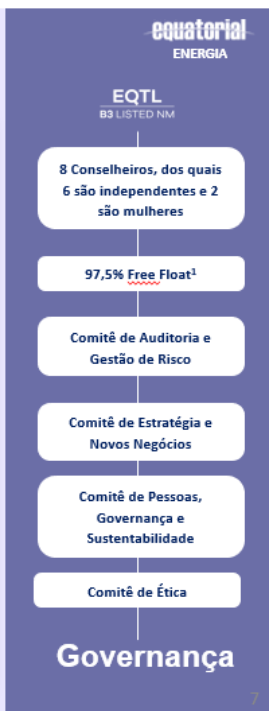 equatorial
ENERGIA
EQTL
B3 LISTED NM
8 Conselheiros, dos quais
6 são independentes e 2
são mulheres
97,5% Free Float¹
Comitê de Auditoria e
Gestão de Risco
Comitê de Estratégia e
Novos Negócios
Comitê de Pessoas,
Governança e
Sustentabilidade
Comitê de Ética
Governança
7